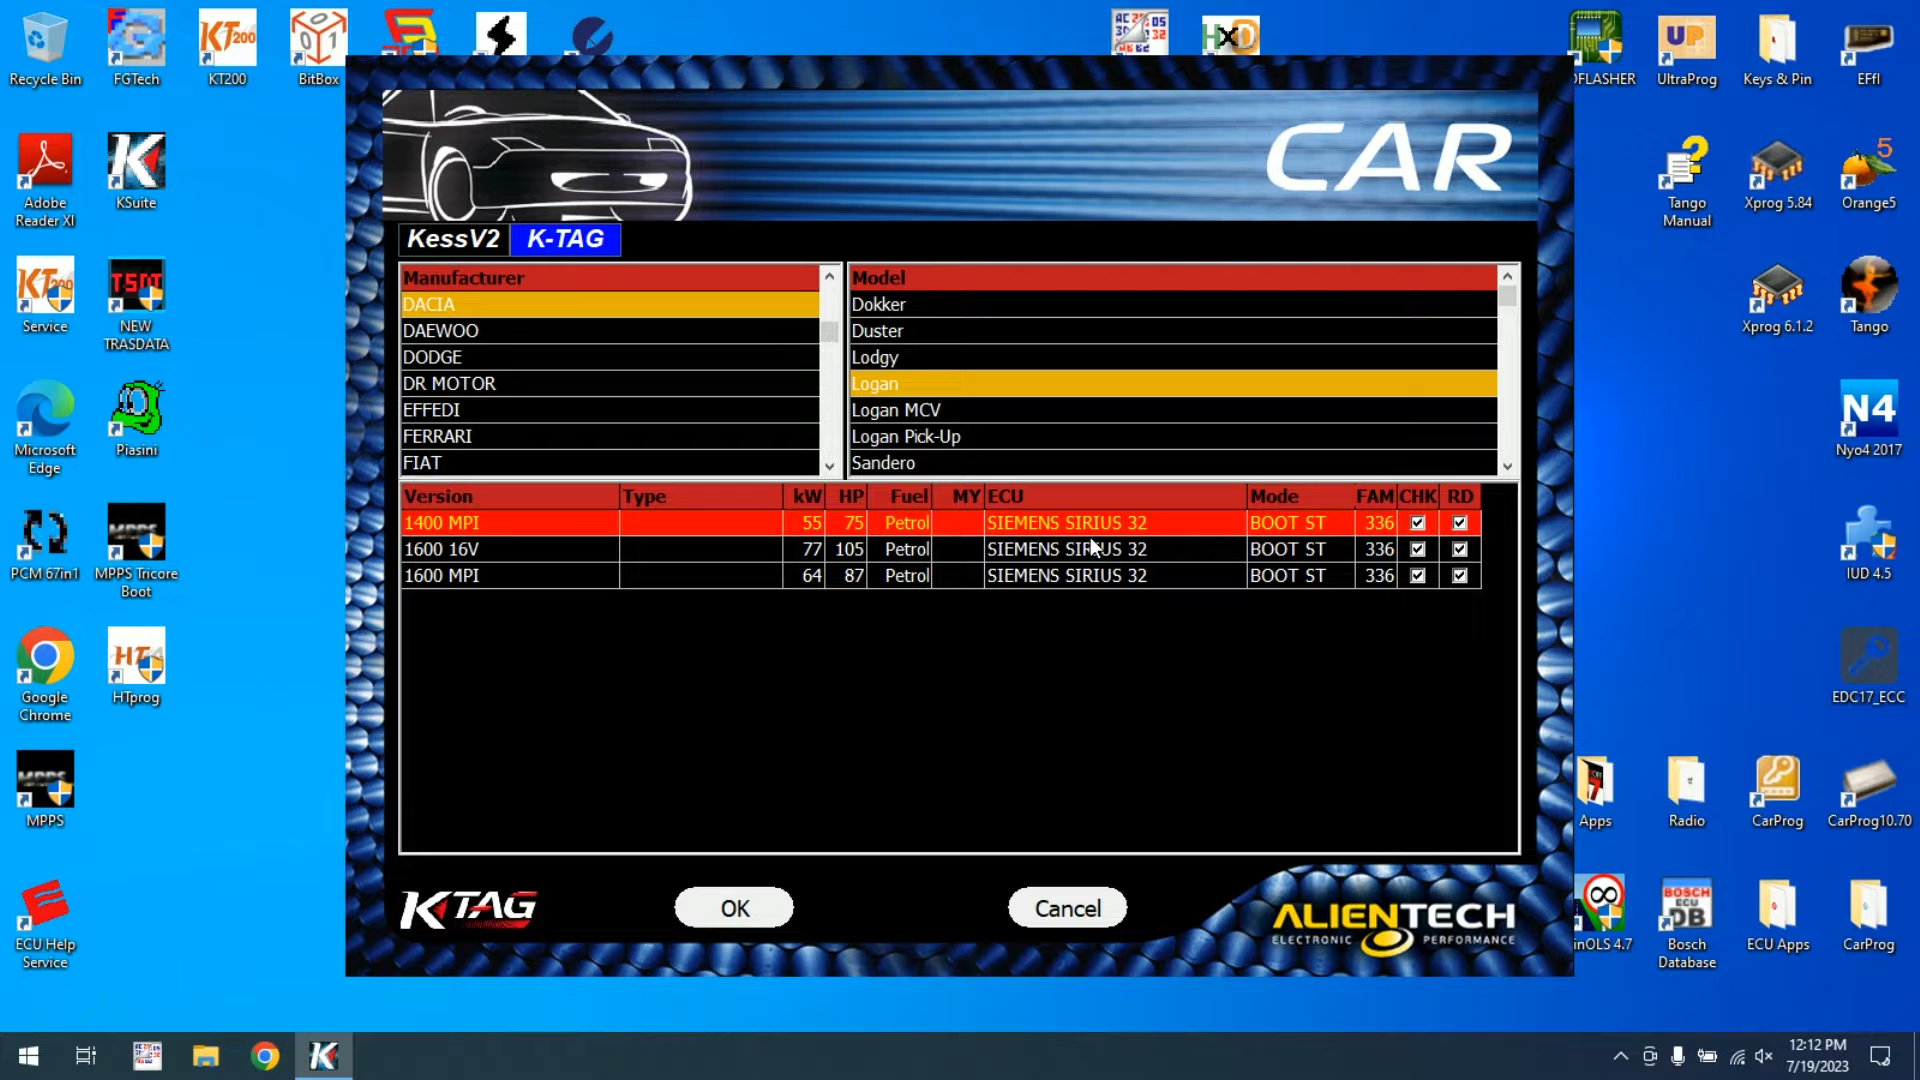 Recycle Bin
FGTech
KT200
BitBox
DFLASHER
UltraProg
Keys & Pin
EFfI
CAR
Adobe
Reader XI
KSuite
Tango
Manual
Xprog 5.84
Orange5
KessV2
K-TAG
Service
NEW
TRASDATA
Xprog 6.1.2
Tango
Manufacturer
DACIA
DAEWOO
DODGE
DR MOTOR
EFFEDI
FERRARI
FIAT
Model
Dokker
Duster
Lodgy
Logan
Logan MCV
Logan Pick-Up
Sandero
Microsoft
Edge
Piasini
Nyo4 2017
Version Type kW HP Fuel MY ECU Mode FAM CHK RD
1400 MPI 55 75 Petrol SIEMENS SIRIUS 32 BOOT ST 336
1600 16V 77 105 Petrol SIEMENS SIRIUS 32 BOOT ST 336
1600 MPI 64 87 Petrol SIEMENS SIRIUS 32 BOOT ST 336
PCM 67in1
MPPS Tricore
Boot
IUD 4.5
Google
Chrome
HTprog
EDC17_ECC
MPPS
Apps
Radio
CarProg
CarProg10.70
KTAG
OK
Cancel
ALIENTECH
ELECTRONIC PERFORMANCE
ECU Help
Service
inOLS 4.7
Bosch
Database
ECU Apps
CarProg
12:12 PM
7/19/2023